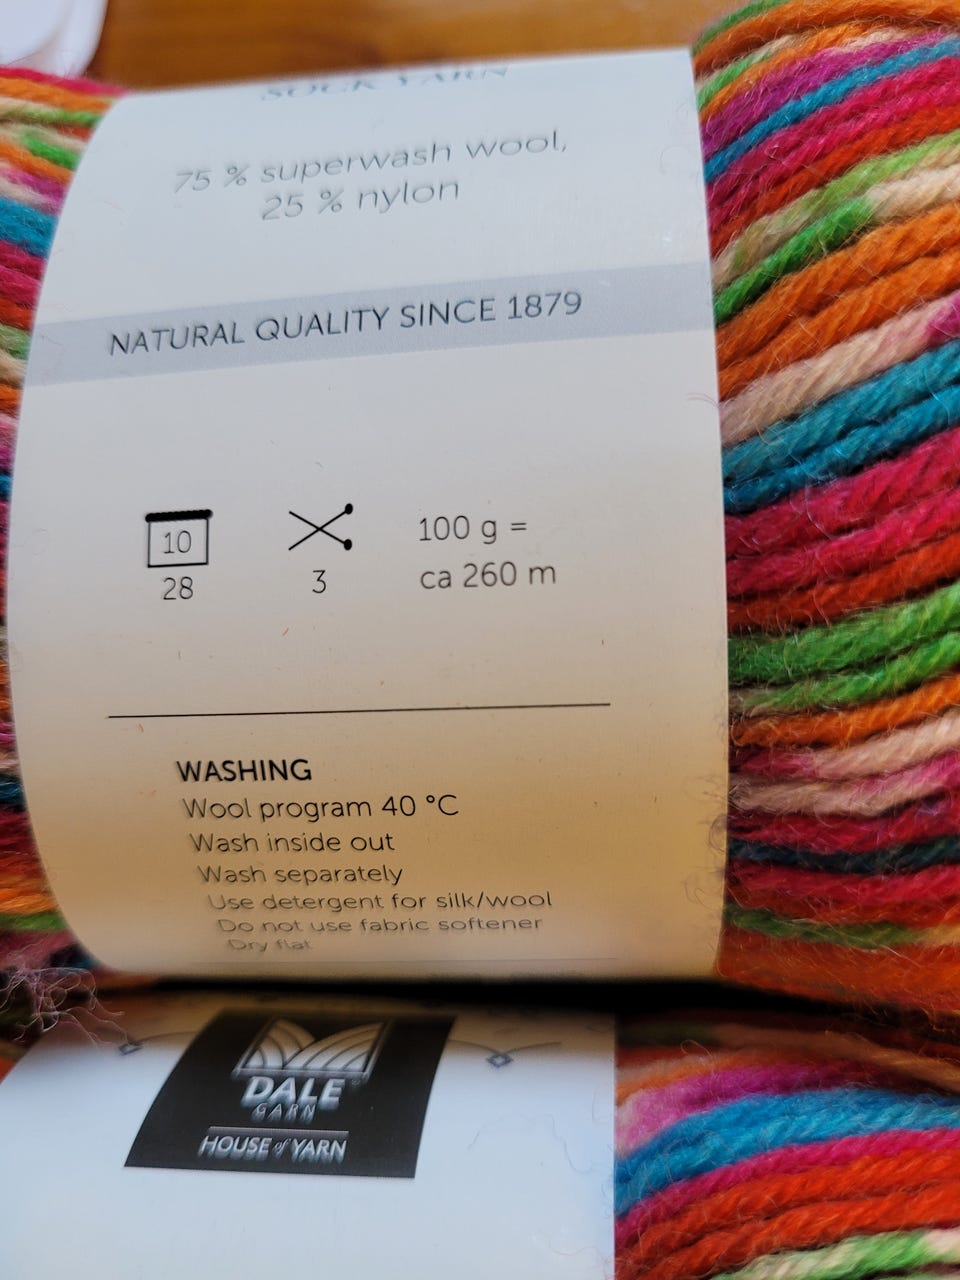 SOCK YARN
75 % superwash wool,
25 % nylon
NATURAL QUALITY SINCE 1879
10
28
3
100 g =
ca 260 m
WASHING
Wool program 40 °C
Wash inside out
Wash separately
Use detergent for silk/wool
Do not use fabric softener
Dry flat
DALE
GARN
HOUSE of YARN